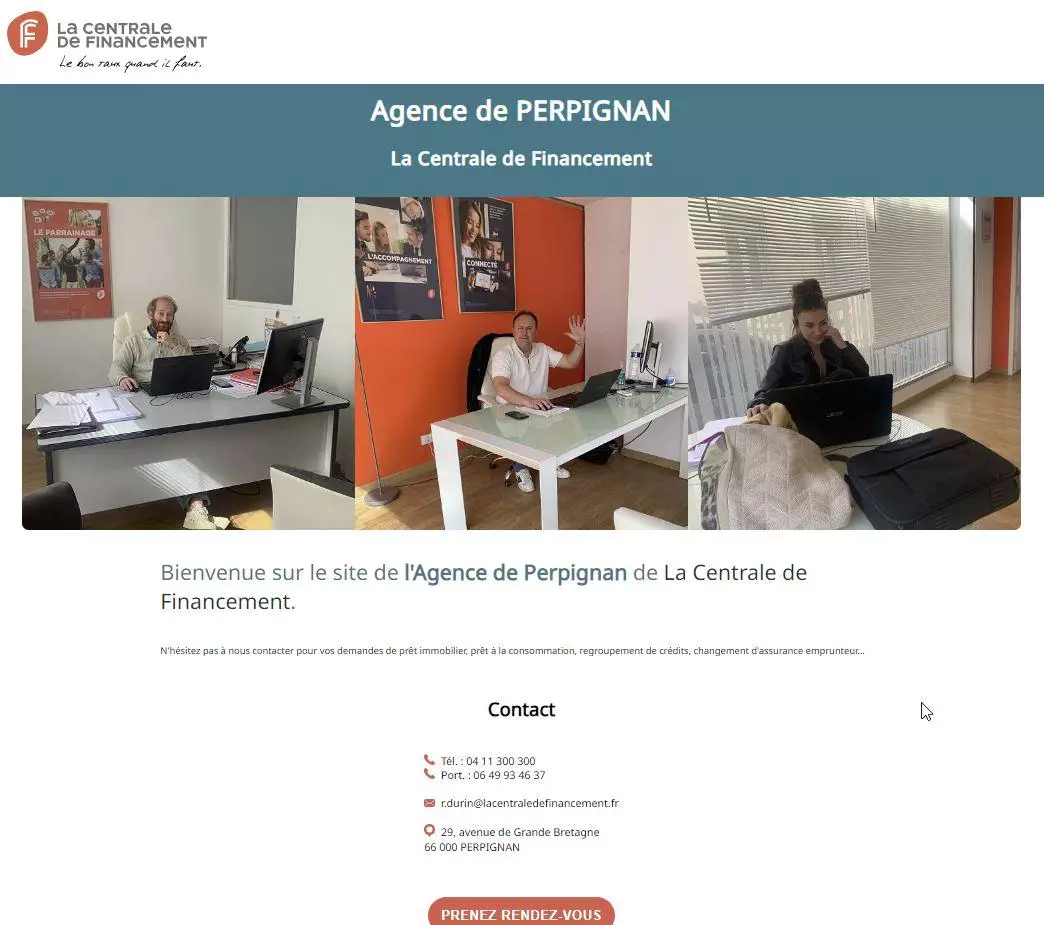 LA CENTRALE
DE FINANCEMENT
Le bon taux quand il faut.
Agence de PERPIGNAN
La Centrale de Financement
LE PARRAINAGE
L'ACCOMPAGNEMENT
CONNECTÉ
acer
Bienvenue sur le site de l'Agence de Perpignan de La Centrale de
Financement.
N'hésitez pas à nous contacter pour vos demandes de prêt immobilier, prêt à la consommation, regroupement de crédits, changement d'assurance emprunteur...
Contact
Tél. : 04 11 300 300
Port. : 06 49 93 46 37
r.durin@lacentraledefinancement.fr
29, avenue de Grande Bretagne
66 000 PERPIGNAN
PRENEZ RENDEZ-VOUS